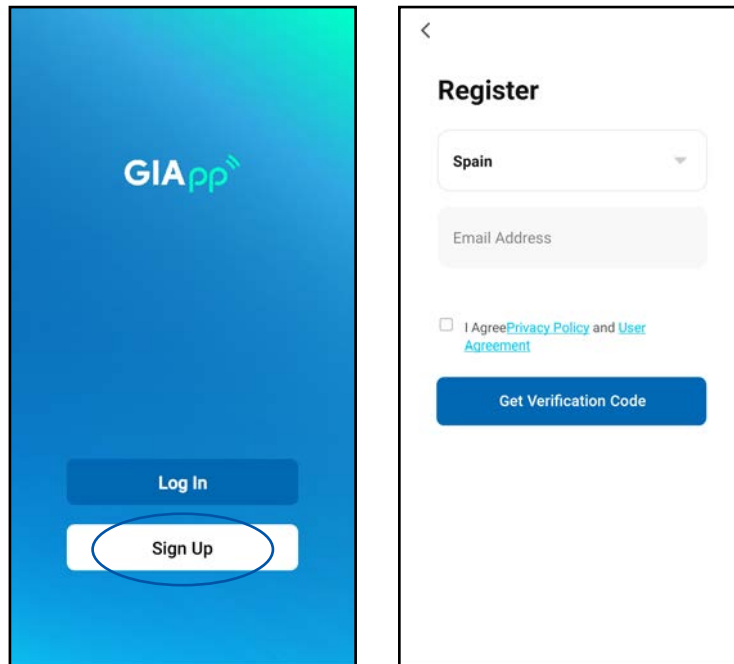 GIApp
Log In
Sign Up
Register
Spain
Email Address
I AgreePrivacy Policy and User
Agreement
Get Verification Code